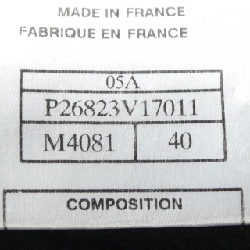 MADE IN FRANCE
FABRIQUE EN FRANCE
05A
P26823V17011
M4081 40
COMPOSITION